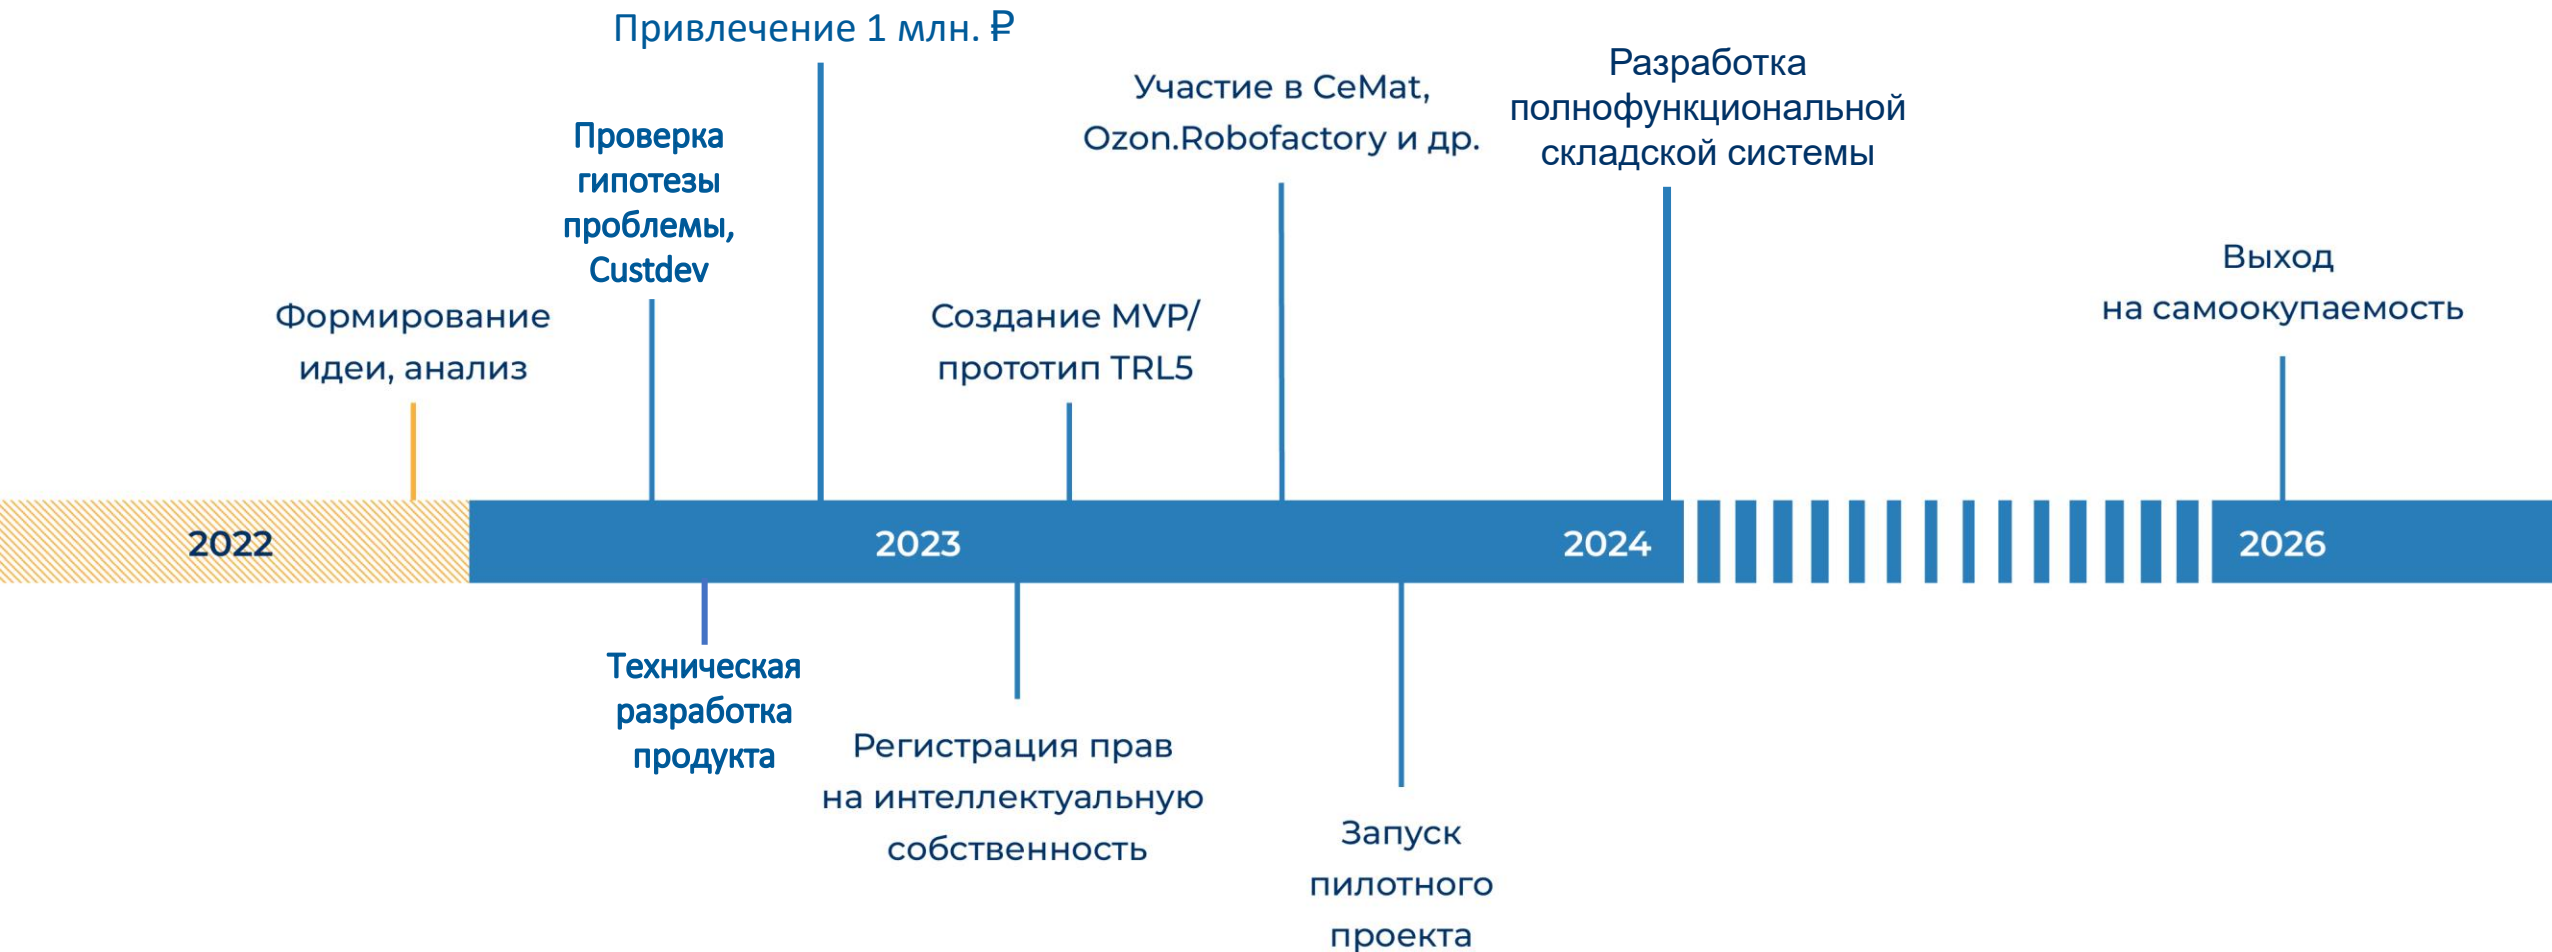 Привлечение 1 млн. ₽
Проверка
гипотезы
проблемы,
Custdev
Формирование
идеи, анализ
Создание MVP/
прототип TRL5
Участие в CeMat,
Ozon.Robofactory и др.
Разработка
полнофункциональной
складской системы
Выход
на самоокупаемость
2022
2023
2024
2026
Техническая
разработка
продукта
Регистрация прав
на интеллектуальную
собственность
Запуск
пилотного
проекта